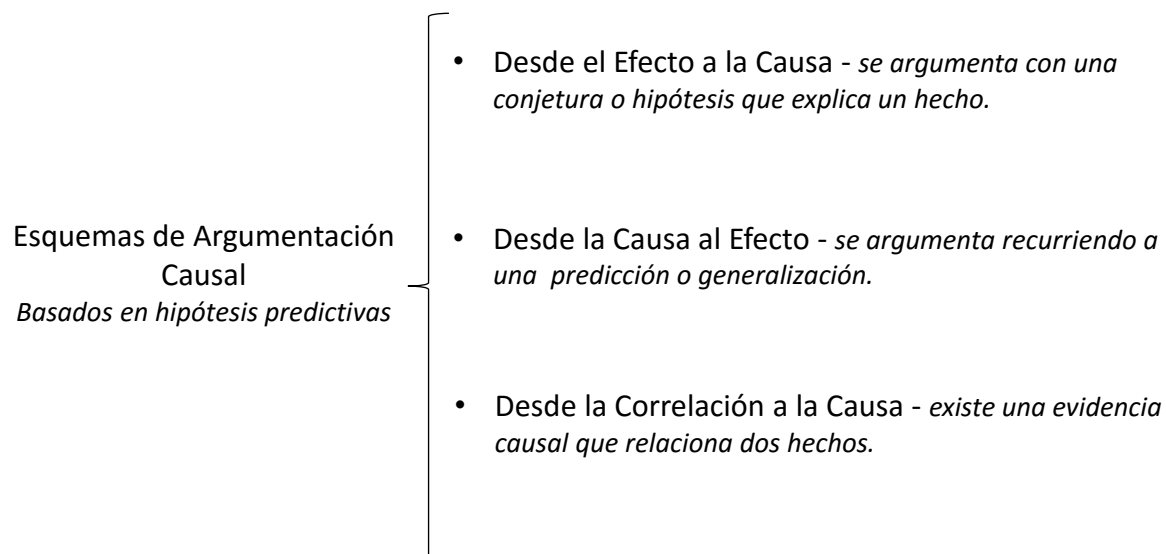 • Desde el Efecto a la Causa - se argumenta con una
conjetura o hipótesis que explica un hecho.
Esquemas de Argumentación
Causal
Basados en hipótesis predictivas
• Desde la Causa al Efecto - se argumenta recurriendo a
una predicción o generalización.
• Desde la Correlación a la Causa - existe una evidencia
causal que relaciona dos hechos.